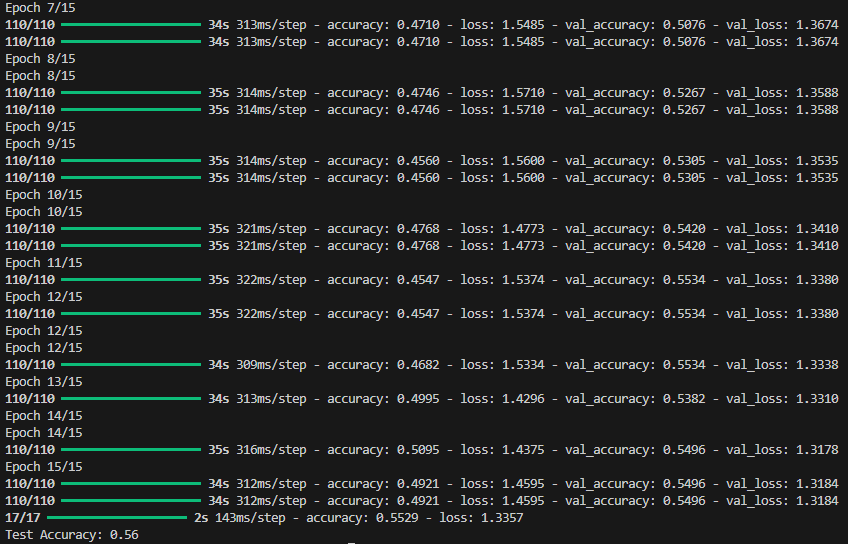 Epoch 7/15
110/110 34s 313ms/step - accuracy: 0.4710 - loss: 1.5485 - val_accuracy: 0.5076 - val_loss: 1.3674
110/110 34s 313ms/step - accuracy: 0.4710 - loss: 1.5485 - val_accuracy: 0.5076 - val_loss: 1.3674
Epoch 8/15
Epoch 8/15
110/110 35s 314ms/step - accuracy: 0.4746 - loss: 1.5710 - val_accuracy: 0.5267 - val_loss: 1.3588
110/110 35s 314ms/step - accuracy: 0.4746 - loss: 1.5710 - val_accuracy: 0.5267 - val_loss: 1.3588
Epoch 9/15
Epoch 9/15
110/110 35s 314ms/step - accuracy: 0.4560 - loss: 1.5600 - val_accuracy: 0.5305 - val_loss: 1.3535
110/110 35s 314ms/step - accuracy: 0.4560 - loss: 1.5600 - val_accuracy: 0.5305 - val_loss: 1.3535
Epoch 10/15
Epoch 10/15
110/110 35s 321ms/step - accuracy: 0.4768 - loss: 1.4773 - val_accuracy: 0.5420 - val_loss: 1.3410
110/110 35s 321ms/step - accuracy: 0.4768 - loss: 1.4773 - val_accuracy: 0.5420 - val_loss: 1.3410
Epoch 11/15
110/110 35s 322ms/step - accuracy: 0.4547 - loss: 1.5374 - val_accuracy: 0.5534 - val_loss: 1.3380
Epoch 12/15
110/110 35s 322ms/step - accuracy: 0.4547 - loss: 1.5374 - val_accuracy: 0.5534 - val_loss: 1.3380
Epoch 12/15
Epoch 12/15
110/110 34s 309ms/step - accuracy: 0.4682 - loss: 1.5334 - val_accuracy: 0.5534 - val_loss: 1.3338
Epoch 13/15
110/110 34s 313ms/step - accuracy: 0.4995 - loss: 1.4296 - val_accuracy: 0.5382 - val_loss: 1.3310
Epoch 14/15
Epoch 14/15
110/110 35s 316ms/step - accuracy: 0.5095 - loss: 1.4375 - val_accuracy: 0.5496 - val_loss: 1.3178
Epoch 15/15
110/110 34s 312ms/step - accuracy: 0.4921 - loss: 1.4595 - val_accuracy: 0.5496 - val_loss: 1.3184
110/110 34s 312ms/step - accuracy: 0.4921 - loss: 1.4595 - val_accuracy: 0.5496 - val_loss: 1.3184
17/17 2s 143ms/step - accuracy: 0.5529 - loss: 1.3357
Test Accuracy: 0.56